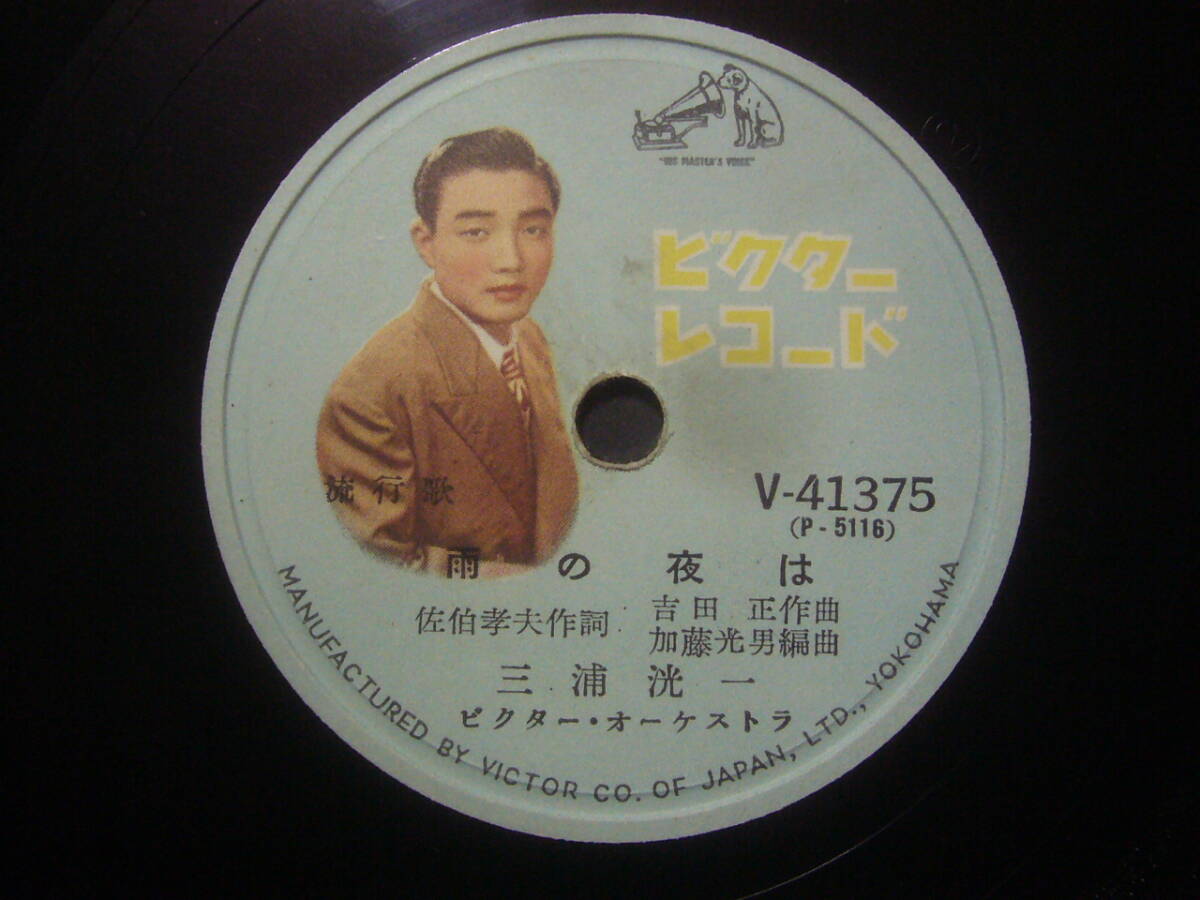 "HIS MASTER'S VOICE"
ビクター
レコード
V-41375
(P-5116)
流行歌
雨の夜は
佐伯孝夫作詞
吉田正作曲
加藤光男編曲
三浦洸一
ビクター・オーケストラ
MANUFACTURED BY VICTOR CO. OF JAPAN, LTD., YOKOHAMA